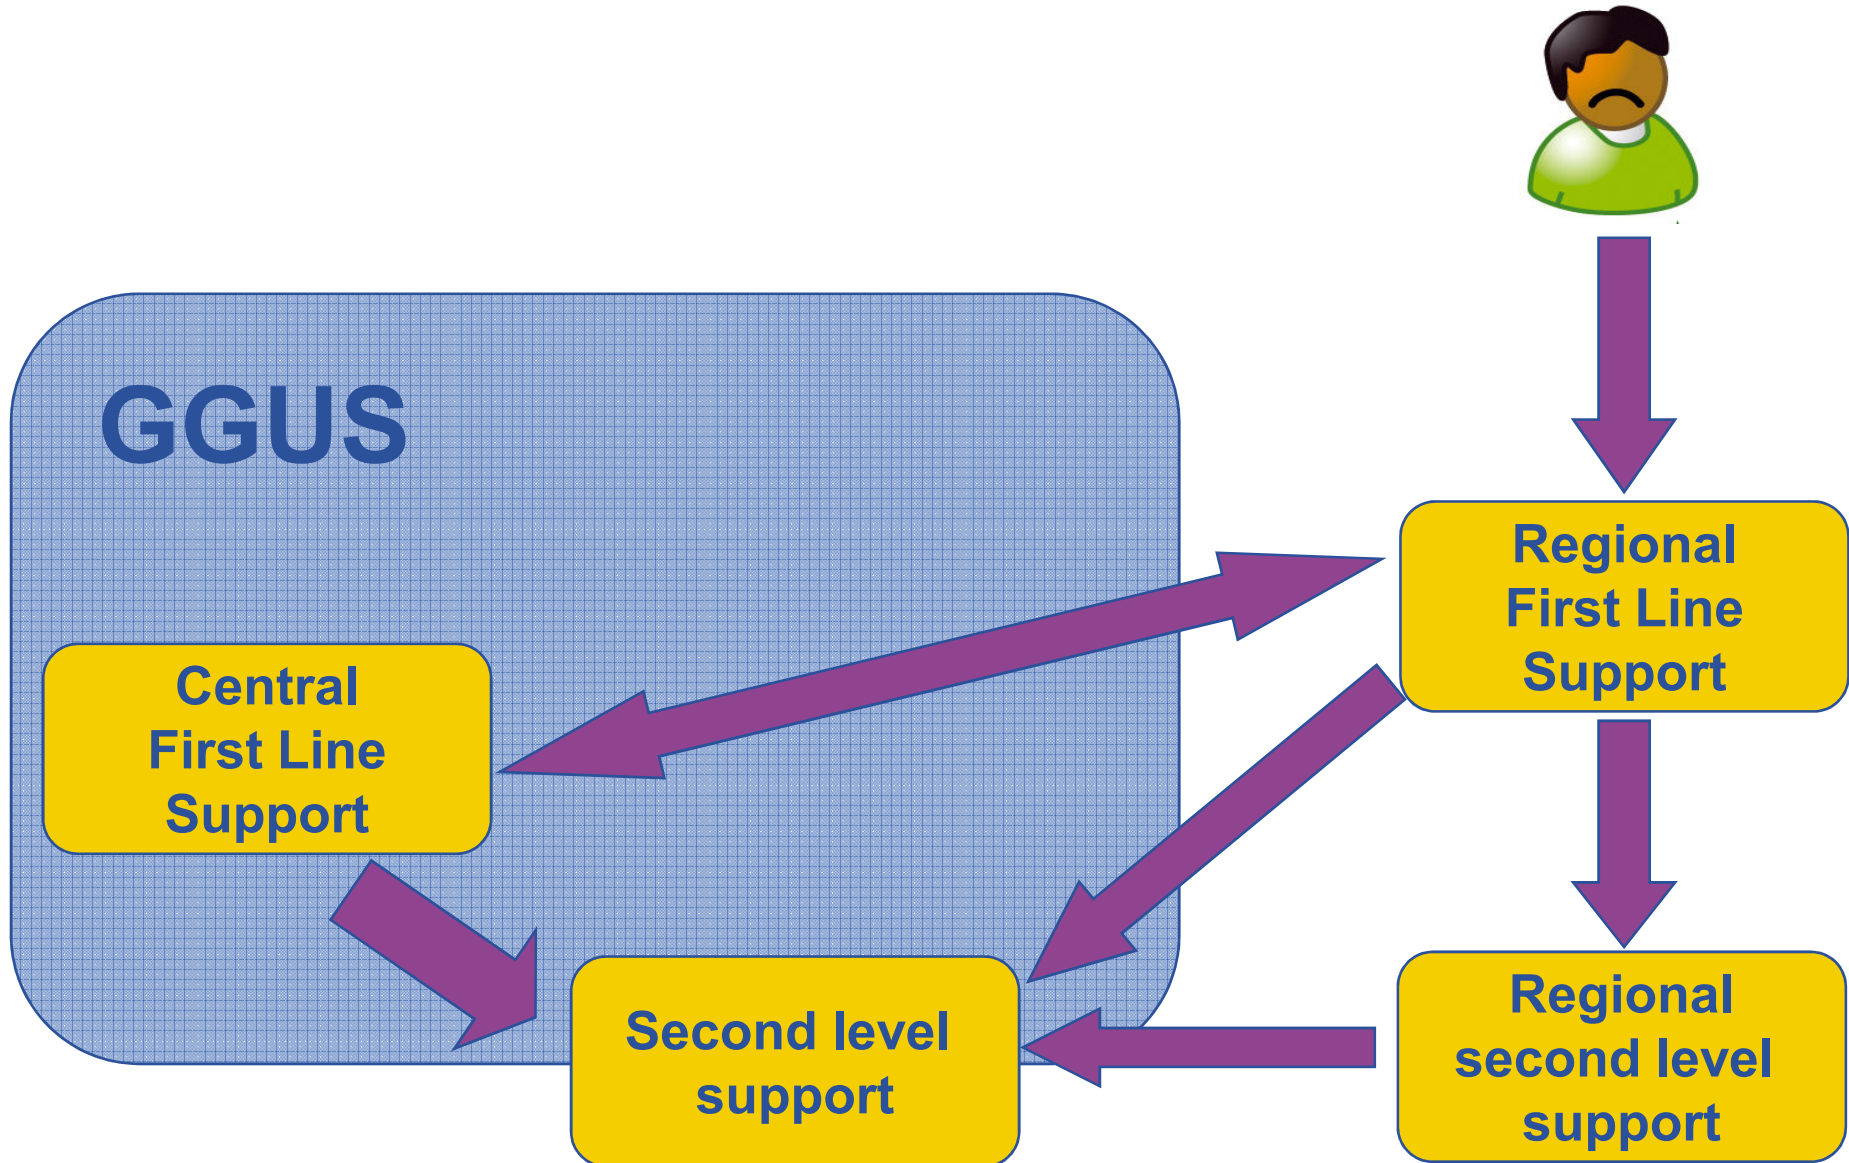 GGUS
Regional
First Line
Support
Central
First Line
Support
Second level
support
Regional
second level
support